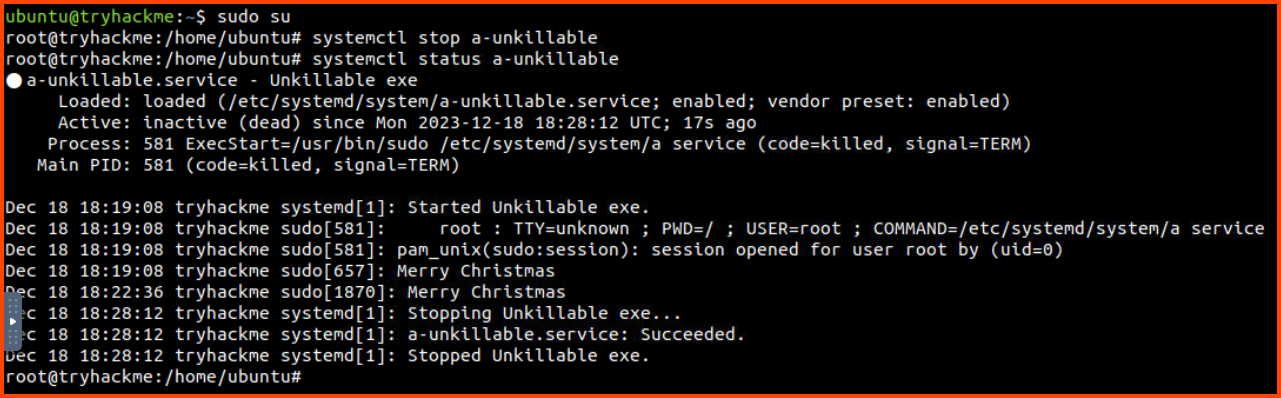 ubuntu@tryhackme:~$ sudo su
root@tryhackme:/home/ubuntu# systemctl stop a-unkillable
root@tryhackme:/home/ubuntu# systemctl status a-unkillable
● a-unkillable.service - Unkillable exe
     Loaded: loaded (/etc/systemd/system/a-unkillable.service; enabled; vendor preset: enabled)
     Active: inactive (dead) since Mon 2023-12-18 18:28:12 UTC; 17s ago
    Process: 581 ExecStart=/usr/bin/sudo /etc/systemd/system/a service (code=killed, signal=TERM)
   Main PID: 581 (code=killed, signal=TERM)

Dec 18 18:19:08 tryhackme systemd[1]: Started Unkillable exe.
Dec 18 18:19:08 tryhackme sudo[581]:     root : TTY=unknown ; PWD=/ ; USER=root ; COMMAND=/etc/systemd/system/a service
Dec 18 18:19:08 tryhackme sudo[581]: pam_unix(sudo:session): session opened for user root by (uid=0)
Dec 18 18:19:08 tryhackme sudo[657]: Merry Christmas
Dec 18 18:22:36 tryhackme sudo[1870]: Merry Christmas
Dec 18 18:28:12 tryhackme systemd[1]: Stopping Unkillable exe...
Dec 18 18:28:12 tryhackme systemd[1]: a-unkillable.service: Succeeded.
Dec 18 18:28:12 tryhackme systemd[1]: Stopped Unkillable exe.
root@tryhackme:/home/ubuntu#